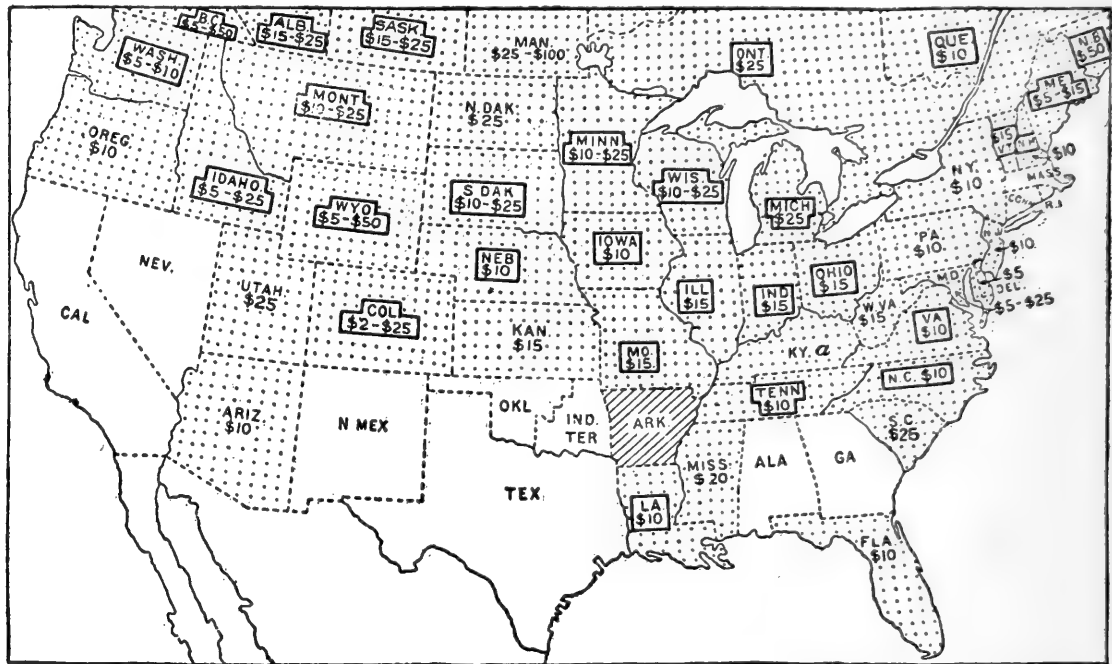 B.C.
$5-$50
ALB.
$15-$25
SASK
$15-$25
MAN.
$25-$100
ONT
$25
QUE
$10
N.B
$50
WASH.
$5-$10
MONT
$10-$25
N. DAK
$25
MINN
$10-$25
ME
$5-$15
OREG.
$10
IDAHO
$5-$25
WYO
$5-$50
S. DAK
$10-$25
WIS.
$10-$25
MICH
$25
N.Y.
$10
$15
VT
N.H.
$10
MASS.
CONN
R.I
NEV.
CAL
UTAH
$25
COL
$2-$25
NEB
$10
IOWA
$10
ILL
$15
IND
$15
OHIO
$15
PA
$10
$10
$5
DEL.
$5-$25
MD
W.VA
$15
VA
$10
KAN
$15
MO.
$15
KY. a
TENN
$10
N.C. $10
S.C.
$25
ARIZ.
$10
N MEX
OKL
IND.
TER
ARK.
TEX.
LA
$10
MISS.
$20
ALA
GA
FLA
$10